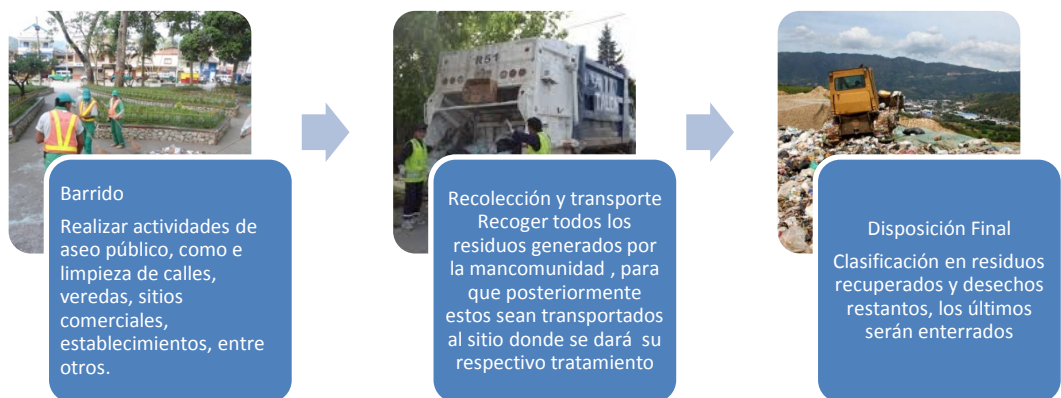 R51
Barrido
Realizar actividades de
aseo público, como e
limpieza de calles,
veredas, sitios
comerciales,
establecimientos, entre
otros.
Recolección y transporte
Recoger todos los
residuos generados por
la mancomunidad , para
que posteriormente
estos sean transportados
al sitio donde se dará su
respectivo tratamiento
Disposición Final
Clasificación en residuos
recuperados y desechos
restantos, los últimos
serán enterrados